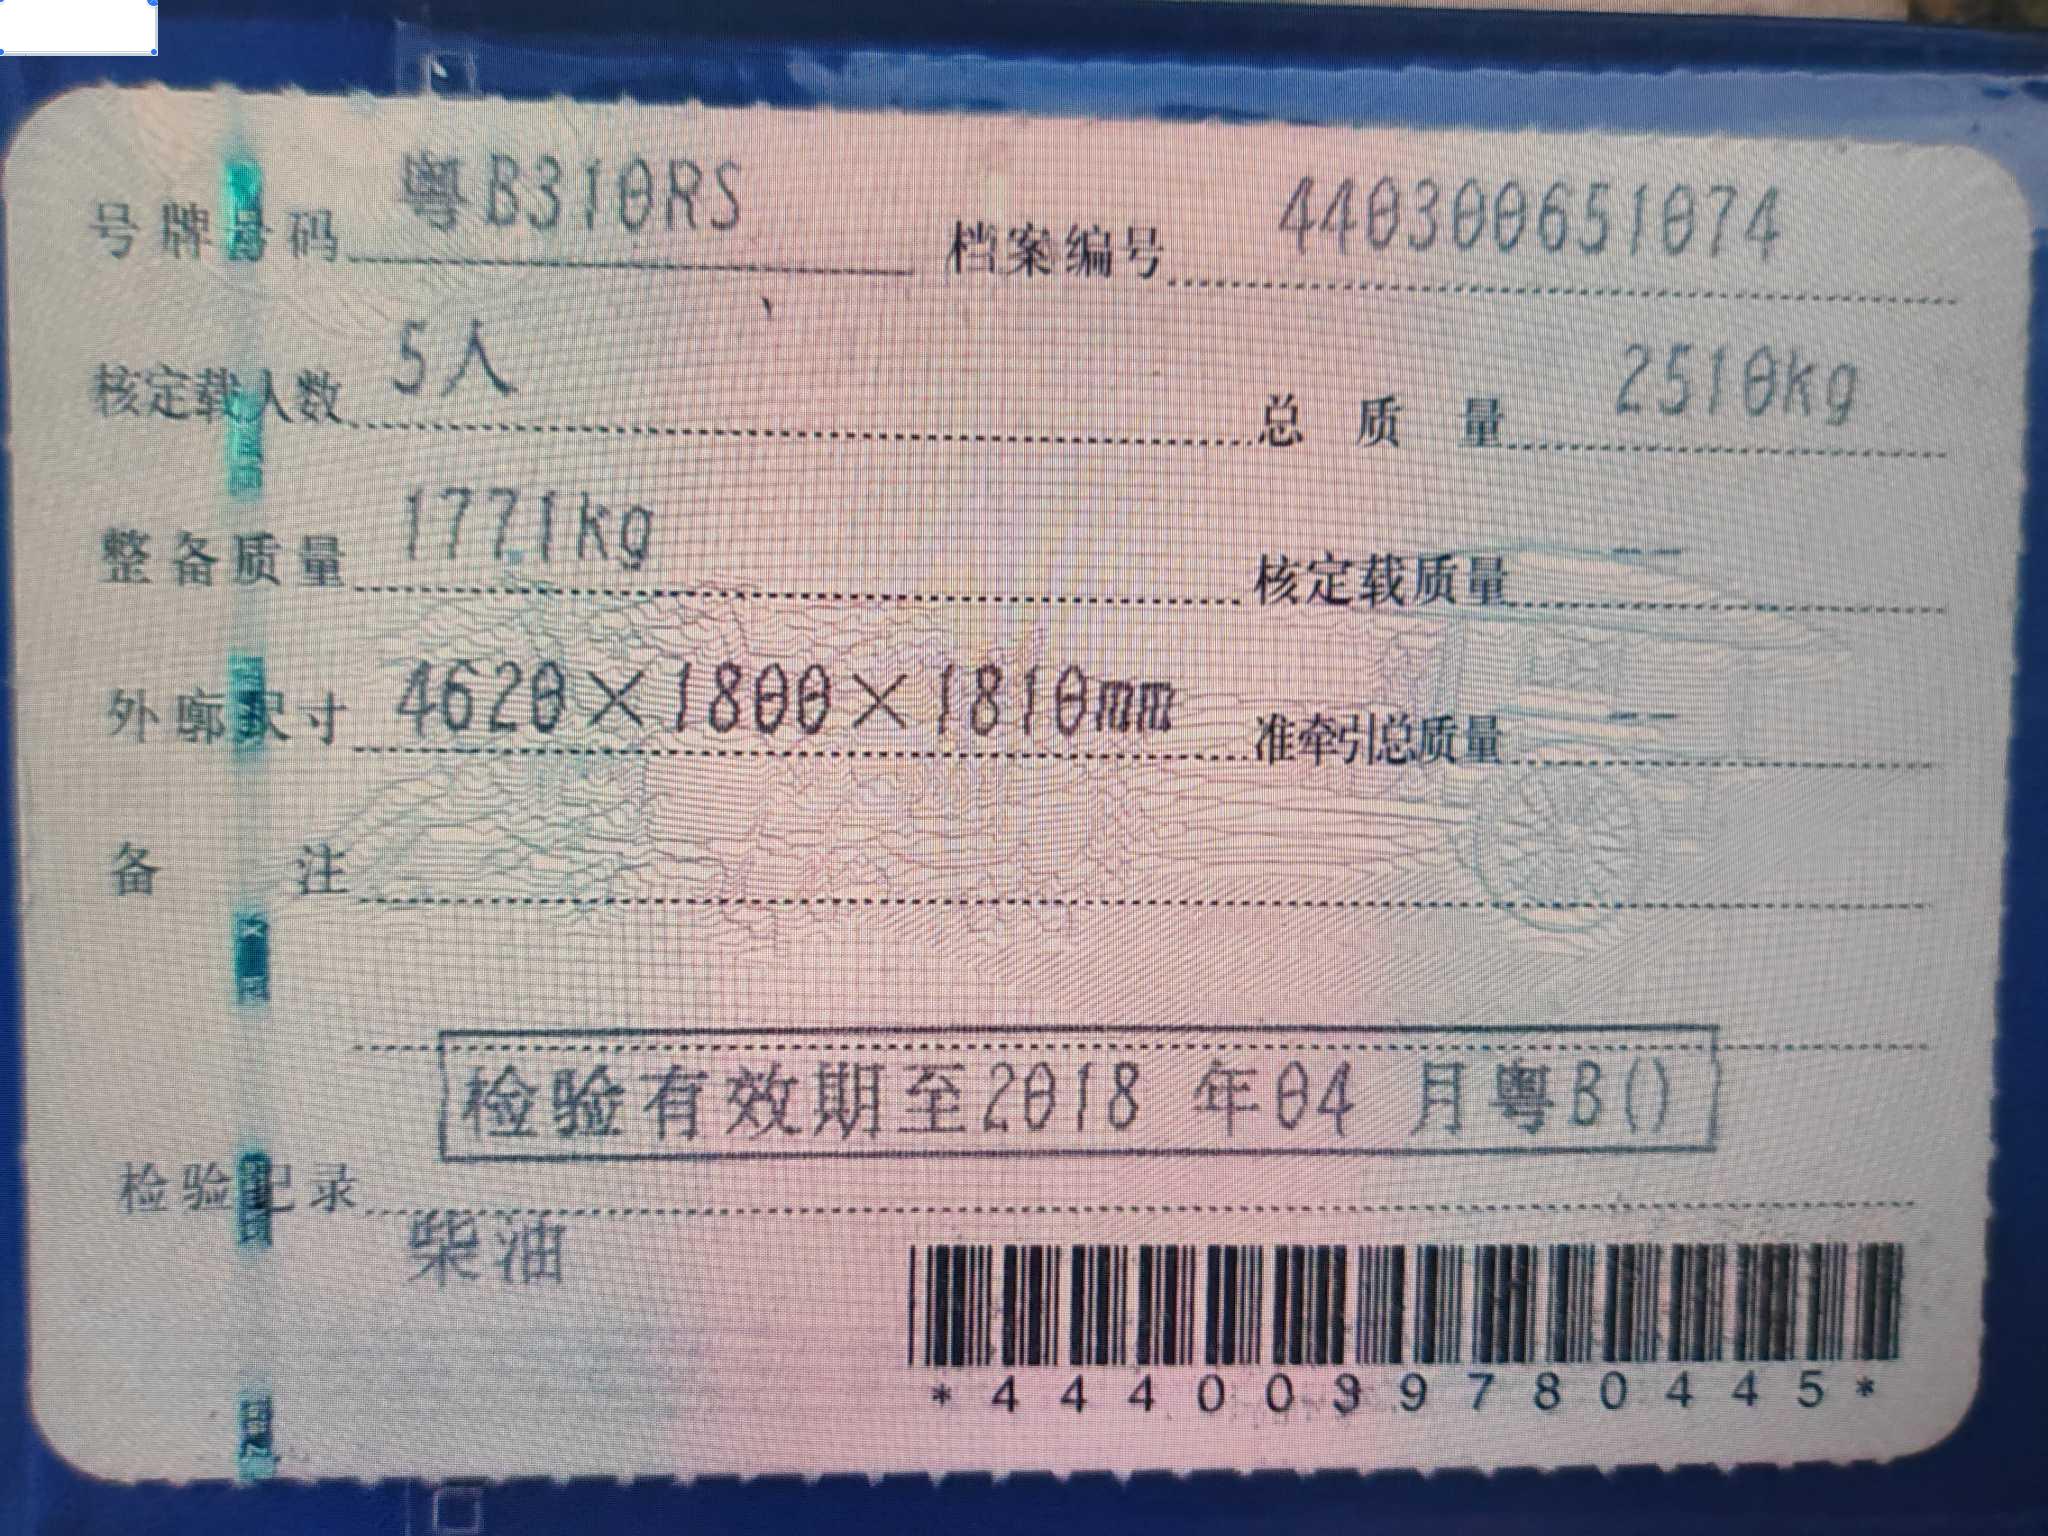 号牌号码 粤B310RS 档案编号 440300651074
核定载人数 5人 总质量 2510kg
整备质量 1771kg 核定载质量 --
外廓尺寸 4620×1800×1810mm 准牵引总质量 --
备注
检验有效期至2018 年04 月粤B()
检验记录
柴油
*4440039780445*